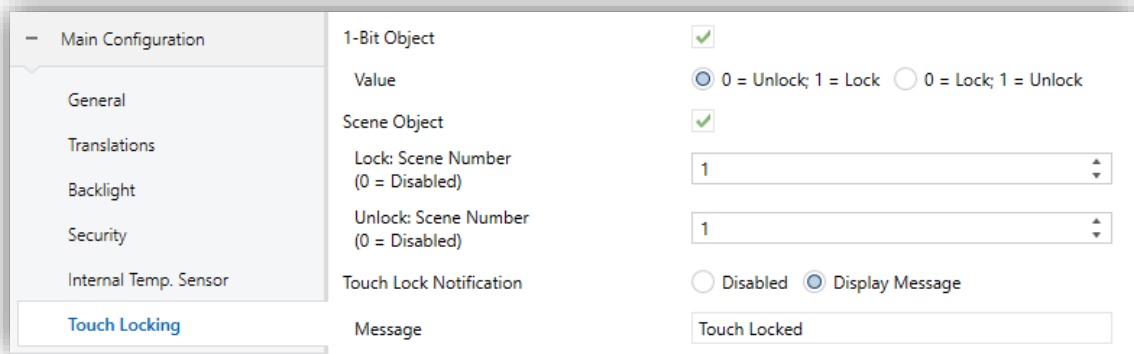 Main Configuration
General
Translations
Backlight
Security
Internal Temp. Sensor
Touch Locking
1-Bit Object
Value
0 = Unlock; 1 = Lock
0 = Lock; 1 = Unlock
Scene Object
Lock: Scene Number
(0 = Disabled)
1
Unlock: Scene Number
(0 = Disabled)
1
Touch Lock Notification
Disabled
Display Message
Message
Touch Locked